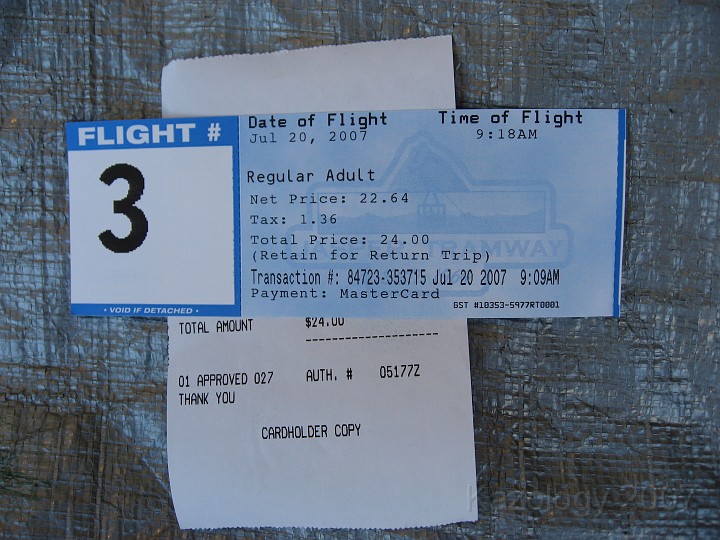 FLIGHT #
3
• VOID IF DETACHED •
Date of Flight Time of Flight
Jul 20, 2007 9:18AM
Regular Adult
Net Price: 22.64
Tax: 1.36
Total Price: 24.00
(Retain for Return Trip)
Transaction #: 84723-353715 Jul 20 2007 9:09AM
Payment: MasterCard
GST #10353-5977RT0001
TRAMWAY
TOTAL AMOUNT $24.00
01 APPROVED 027 AUTH. # 05177Z
THANK YOU
CARDHOLDER COPY
Kazology 2007